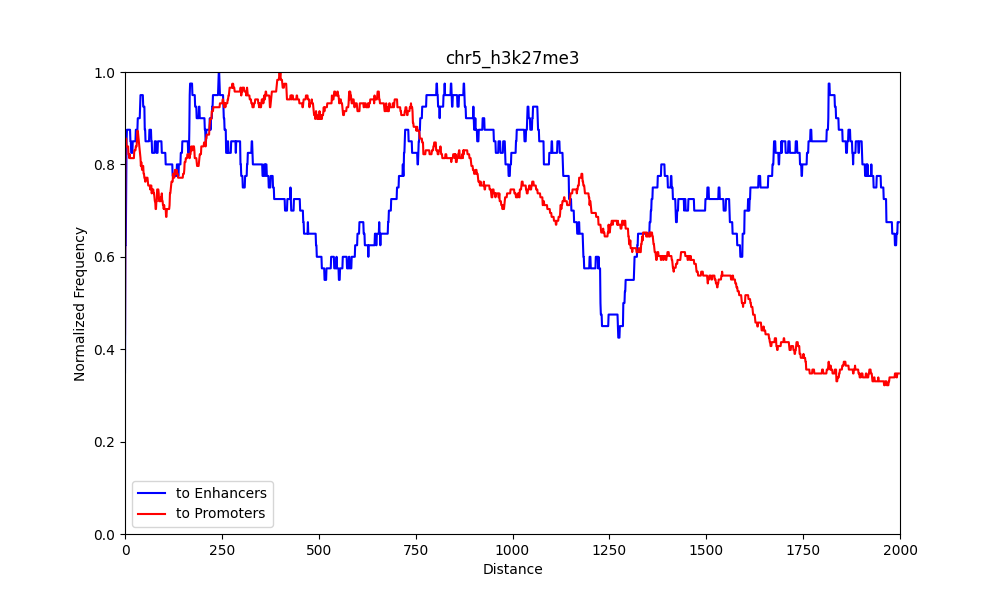 chr5_h3k27me3
Normalized Frequency
1.0
0.8
0.6
0.4
0.2
0.0
to Enhancers
to Promoters
0 250 500 750 1000 1250 1500 1750 2000
Distance